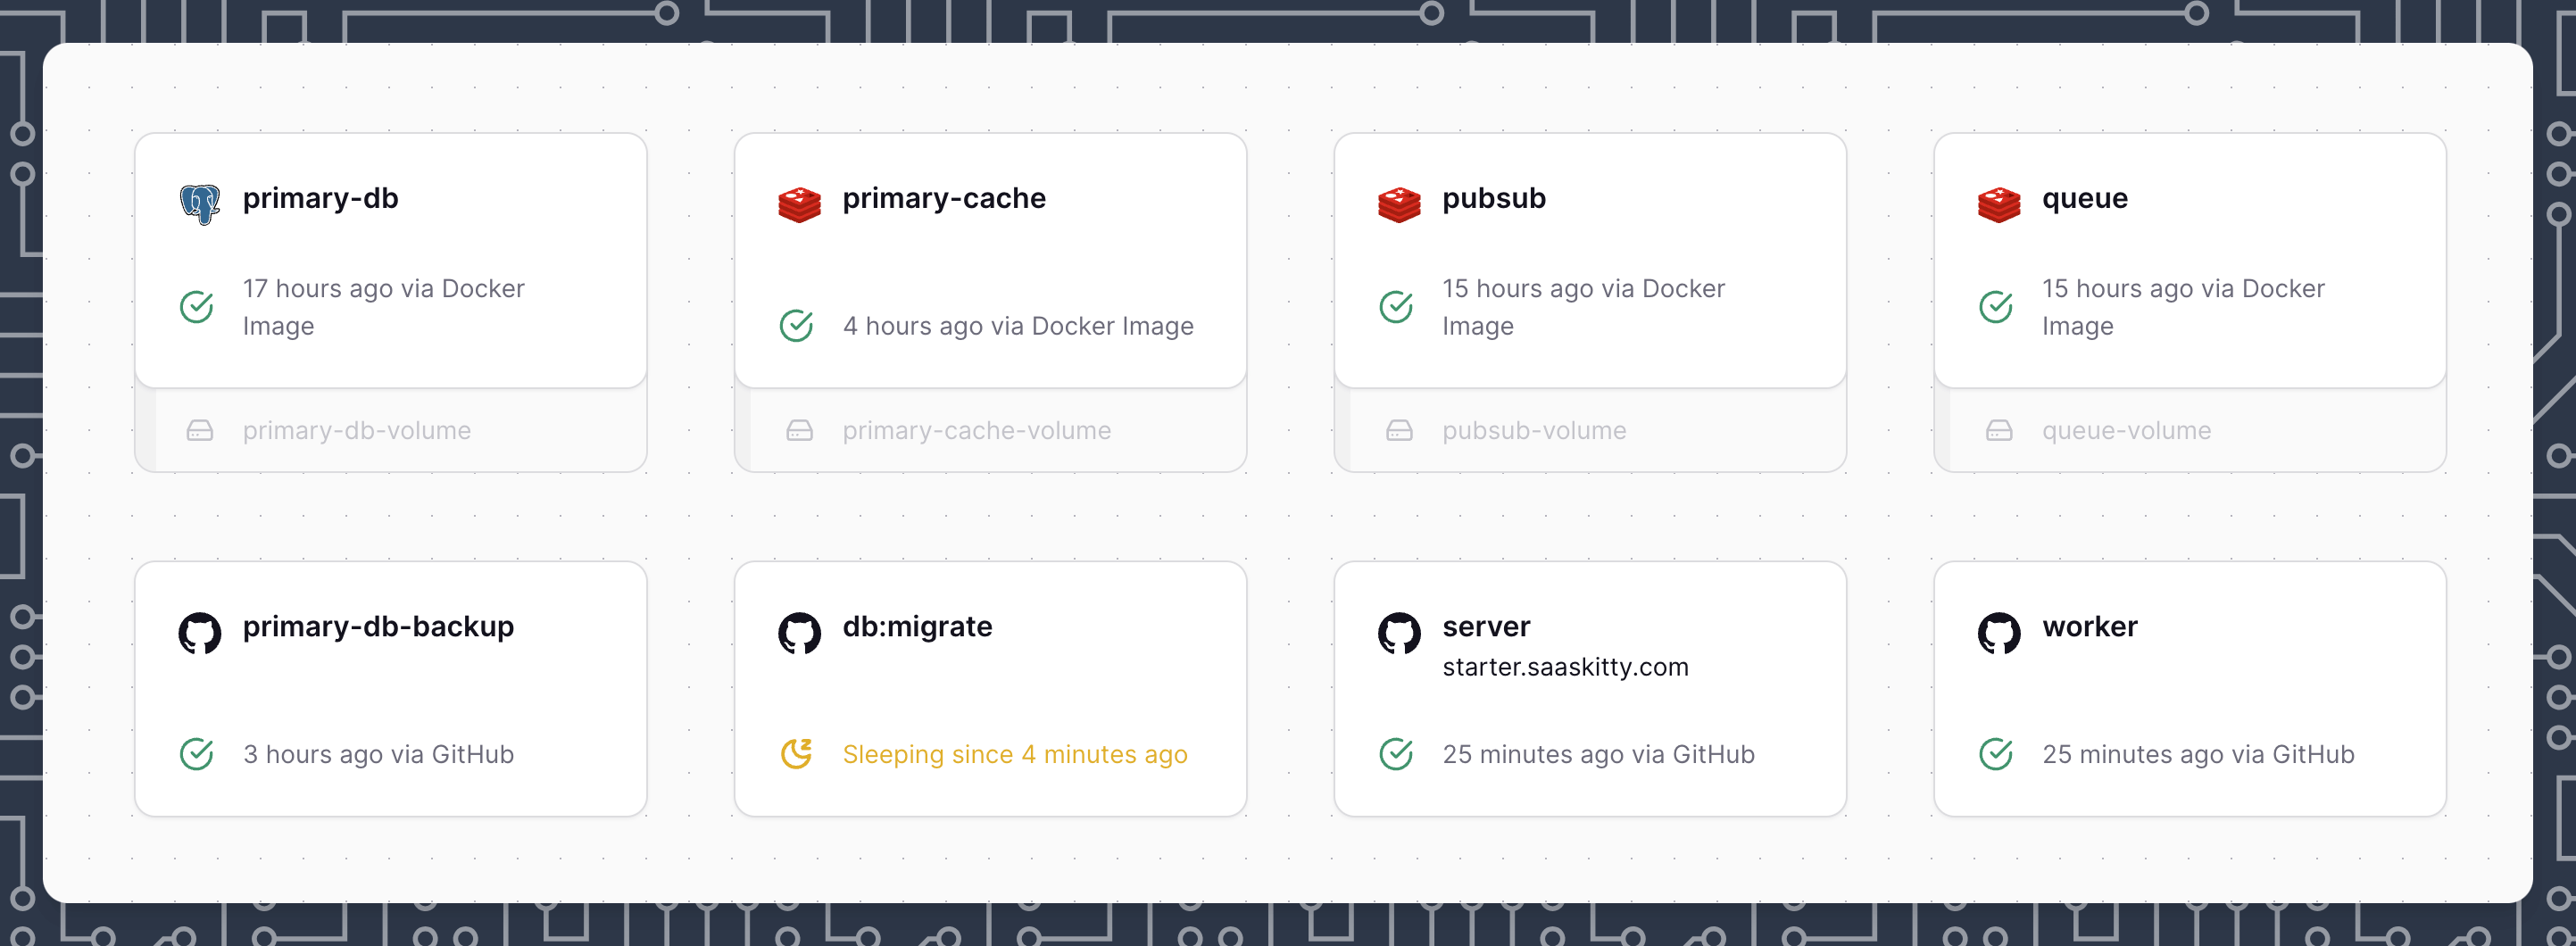 primary-db
17 hours ago via Docker
Image
primary-db-volume
primary-cache
4 hours ago via Docker Image
primary-cache-volume
pubsub
15 hours ago via Docker
Image
pubsub-volume
queue
15 hours ago via Docker
Image
queue-volume
primary-db-backup
3 hours ago via GitHub
db:migrate
Sleeping since 4 minutes ago
server
starter.saaskitty.com
25 minutes ago via GitHub
worker
25 minutes ago via GitHub